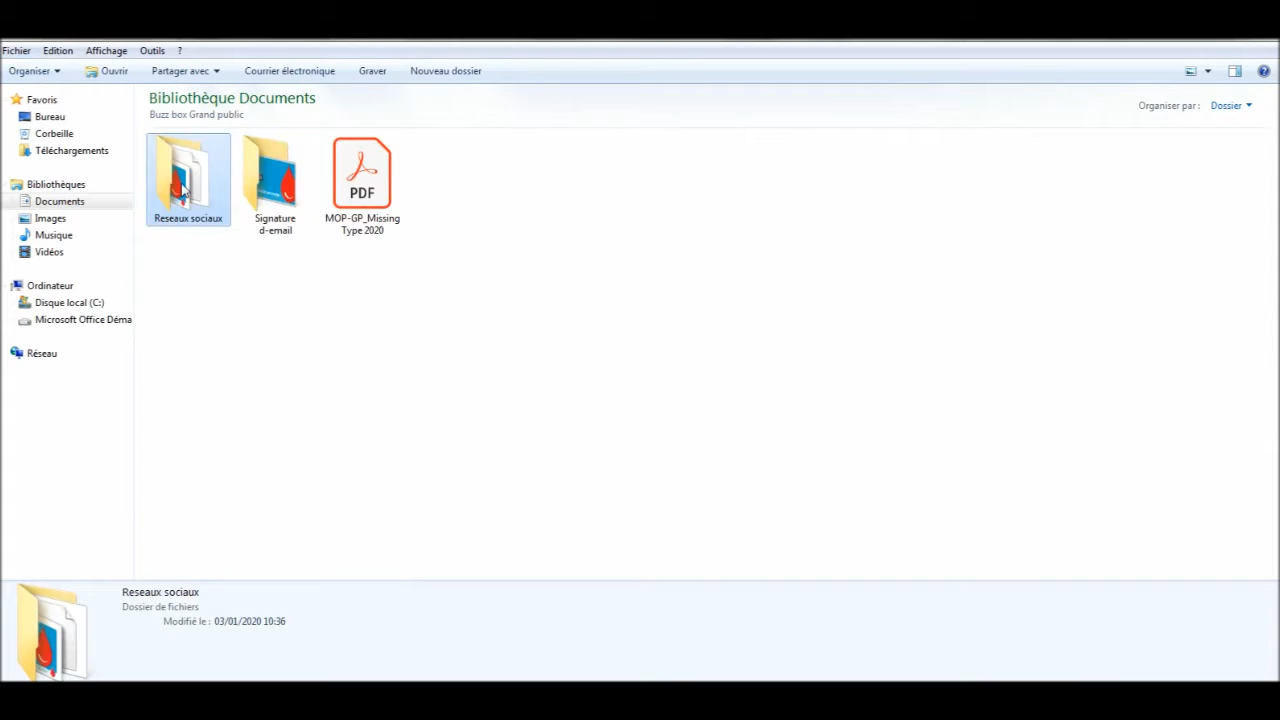 Fichier Edition Affichage Outils ?
Organiser Ouvrir Partager avec Courrier électronique Graver Nouveau dossier
Favoris
Bureau
Corbeille
Téléchargements
Bibliothèques
Documents
Images
Musique
Vidéos
Ordinateur
Disque local (C:)
Microsoft Office Déma
Réseau
Bibliothèque Documents
Buzz box Grand public
Organiser par : Dossier
Reseaux sociaux
Signature
d-email
PDF
MOP-GP_Missing
Type 2020
Reseaux sociaux
Dossier de fichiers
Modifié le : 03/01/2020 10:36